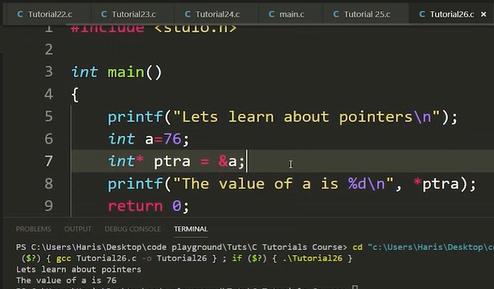 Tutorial22.c Tutorial23.c Tutorial24.c main.c Tutorial 25.c Tutorial26.c
1 #include <stdio.h>
2
3 int main()
4 {
5 printf("Lets learn about pointers\n");
6 int a=76;
7 int* ptra = &a;
8 printf("The value of a is %d\n", *ptra);
9 return 0;
PROBLEMS OUTPUT DEBUG CONSOLE TERMINAL
PS C:\Users\Haris\Desktop\code playground\Tuts\C Tutorials Course> cd "c:\Users\Haris\Desktop\co
($?) { gcc Tutorial26.c -o Tutorial26 } ; if ($?) { .\Tutorial26 }
Lets learn about pointers
The value of a is 76